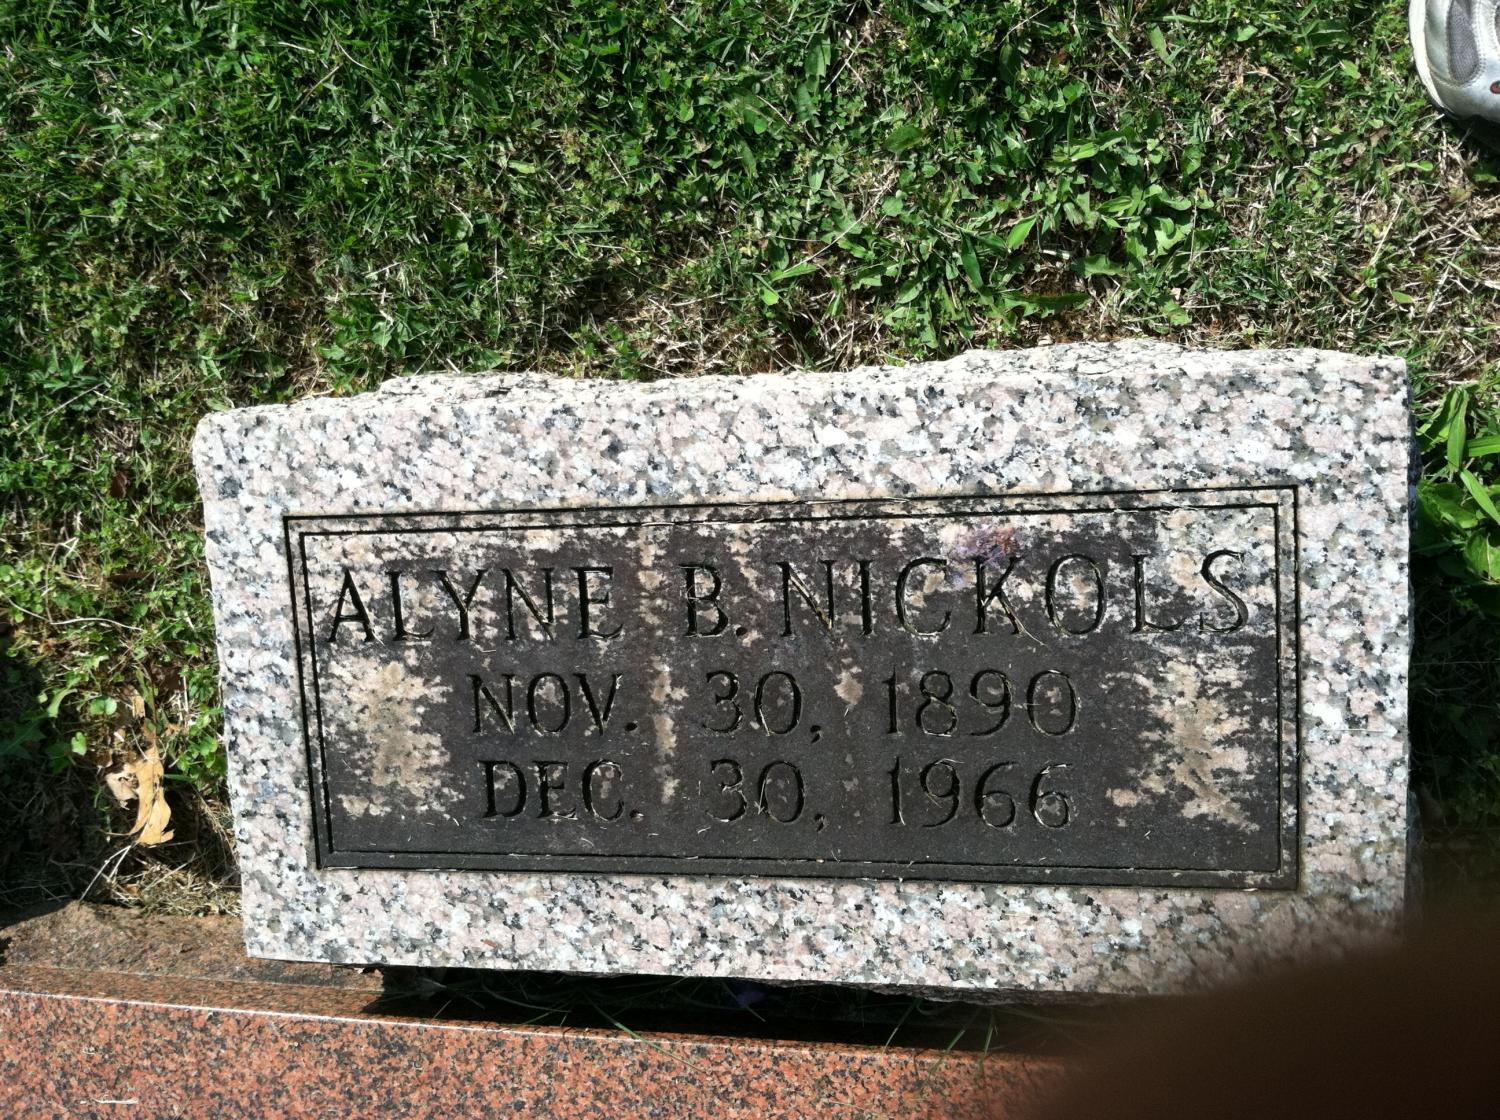 ALYNE B. NICKOLS
NOV. 30, 1890
DEC. 30, 1966